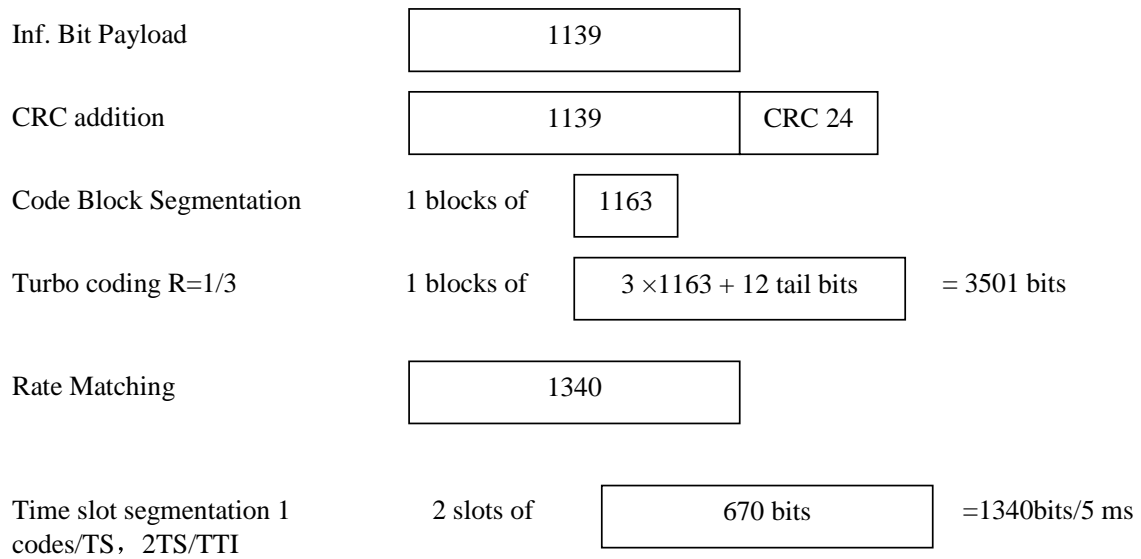 Inf. Bit Payload 1139
CRC addition 1139 CRC 24
Code Block Segmentation 1 blocks of 1163
Turbo coding R=1/3 1 blocks of 3 ×1163 + 12 tail bits = 3501 bits
Rate Matching 1340
Time slot segmentation 1 2 slots of 670 bits =1340bits/5 ms
codes/TS，2TS/TTI